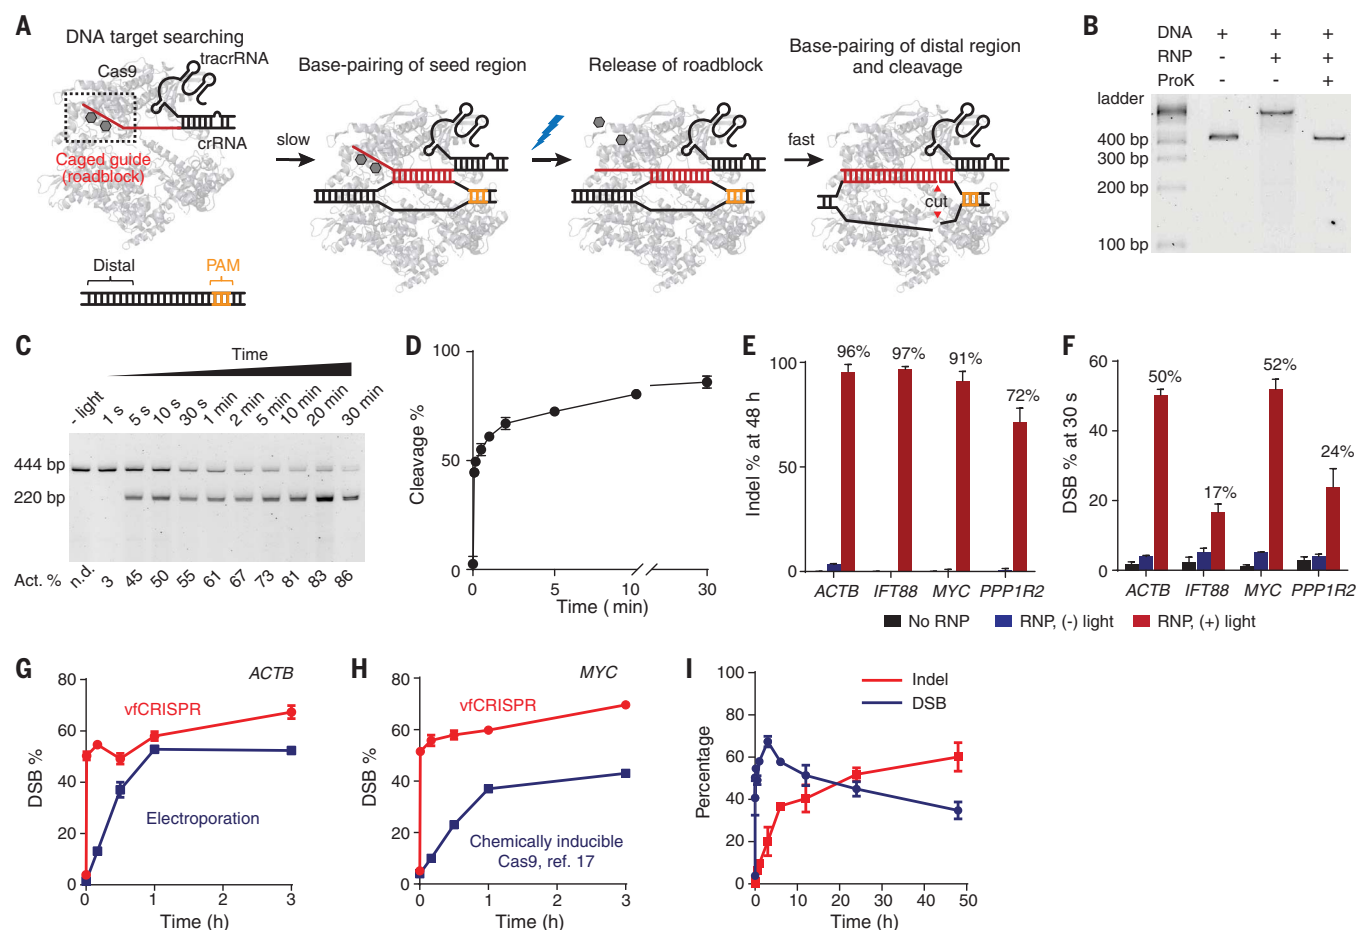 A
DNA target searching
Cas9
tracrRNA
crRNA
Caged guide
(roadblock)
Distal
PAM
slow
Base-pairing of seed region
Release of roadblock
fast
Base-pairing of distal region
and cleavage
cut
B
DNA + + +
RNP - + +
ProK - - +
ladder
400 bp
300 bp
200 bp
100 bp
C
Time
- light 1 s 5 s 10 s 30 s 1 min 2 min 5 min 10 min 20 min 30 min
444 bp
220 bp
Act. % n.d. 3 45 50 55 61 67 73 81 83 86
D
Cleavage %
100
50
0
0 5 10 30
Time (min)
E
Indel % at 48 h
100
50
0
96% 97% 91% 72%
ACTB IFT88 MYC PPP1R2
F
DSB % at 30 s
60
40
20
0
50% 17% 52% 24%
ACTB IFT88 MYC PPP1R2
No RNP RNP, (-) light RNP, (+) light
G
ACTB
DSB %
80
60
40
20
0
vfCRISPR
Electroporation
0 1 2 3
Time (h)
H
MYC
DSB %
80
60
40
20
0
vfCRISPR
Chemically inducible
Cas9, ref. 17
0 1 2 3
Time (h)
I
Percentage
100
80
60
40
20
0
Indel
DSB
0 10 20 30 40 50
Time (h)